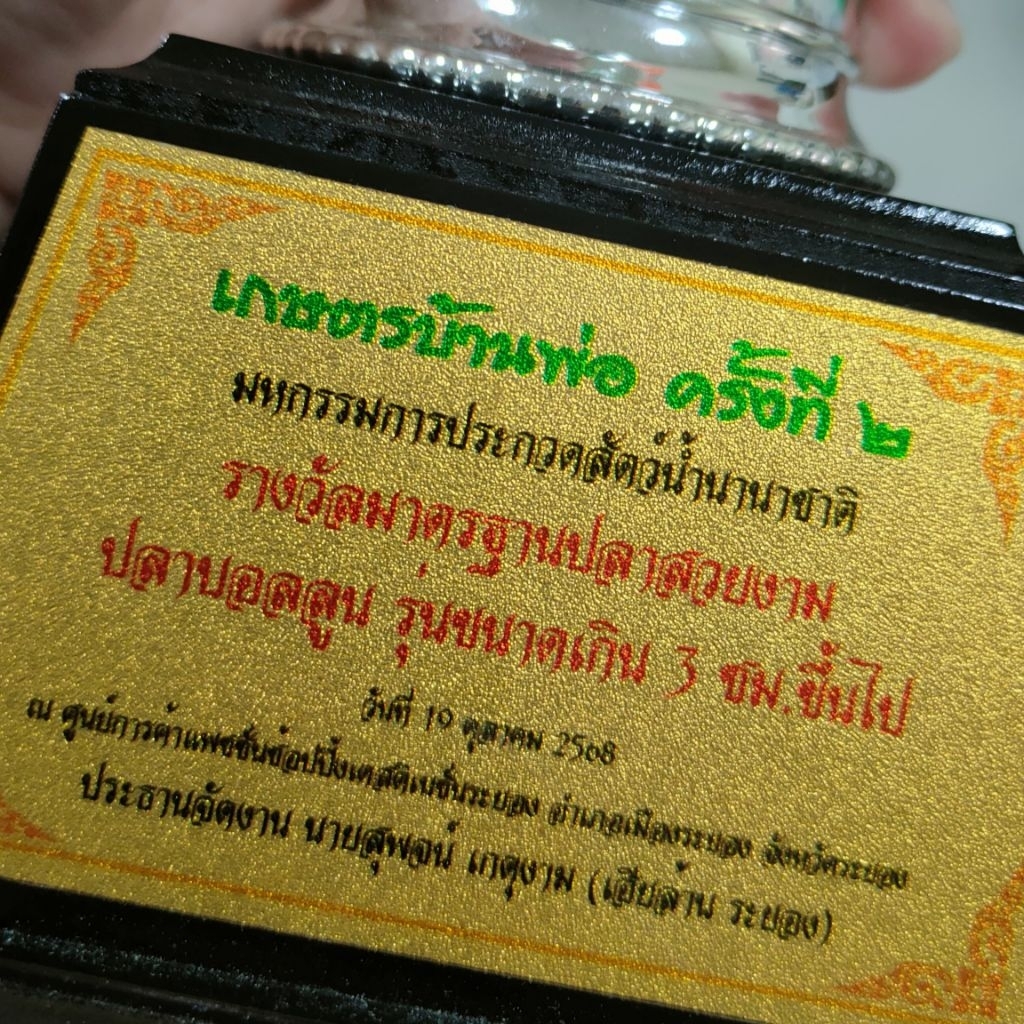 เกษตรบ้านพ่อ ครั้งที่ ๒
มหกรรมการประกวดสัตว์น้ำนานาชาติ
รางวัลมาตรฐานปลาสวยงาม
ปลาบอลลูน รุ่นขนาดเกิน 3 ซม.ขึ้นไป
วันที่ 19 ตุลาคม 2568
ณ ศูนย์การค้าแพชชั่นช้อปปิ้งเดสติเนชั่นระยอง อำเภอเมืองระยอง จังหวัดระยอง
ประธานจัดงาน นายสุพจน์ เกตุงาม (เฮียล้าน ระยอง)